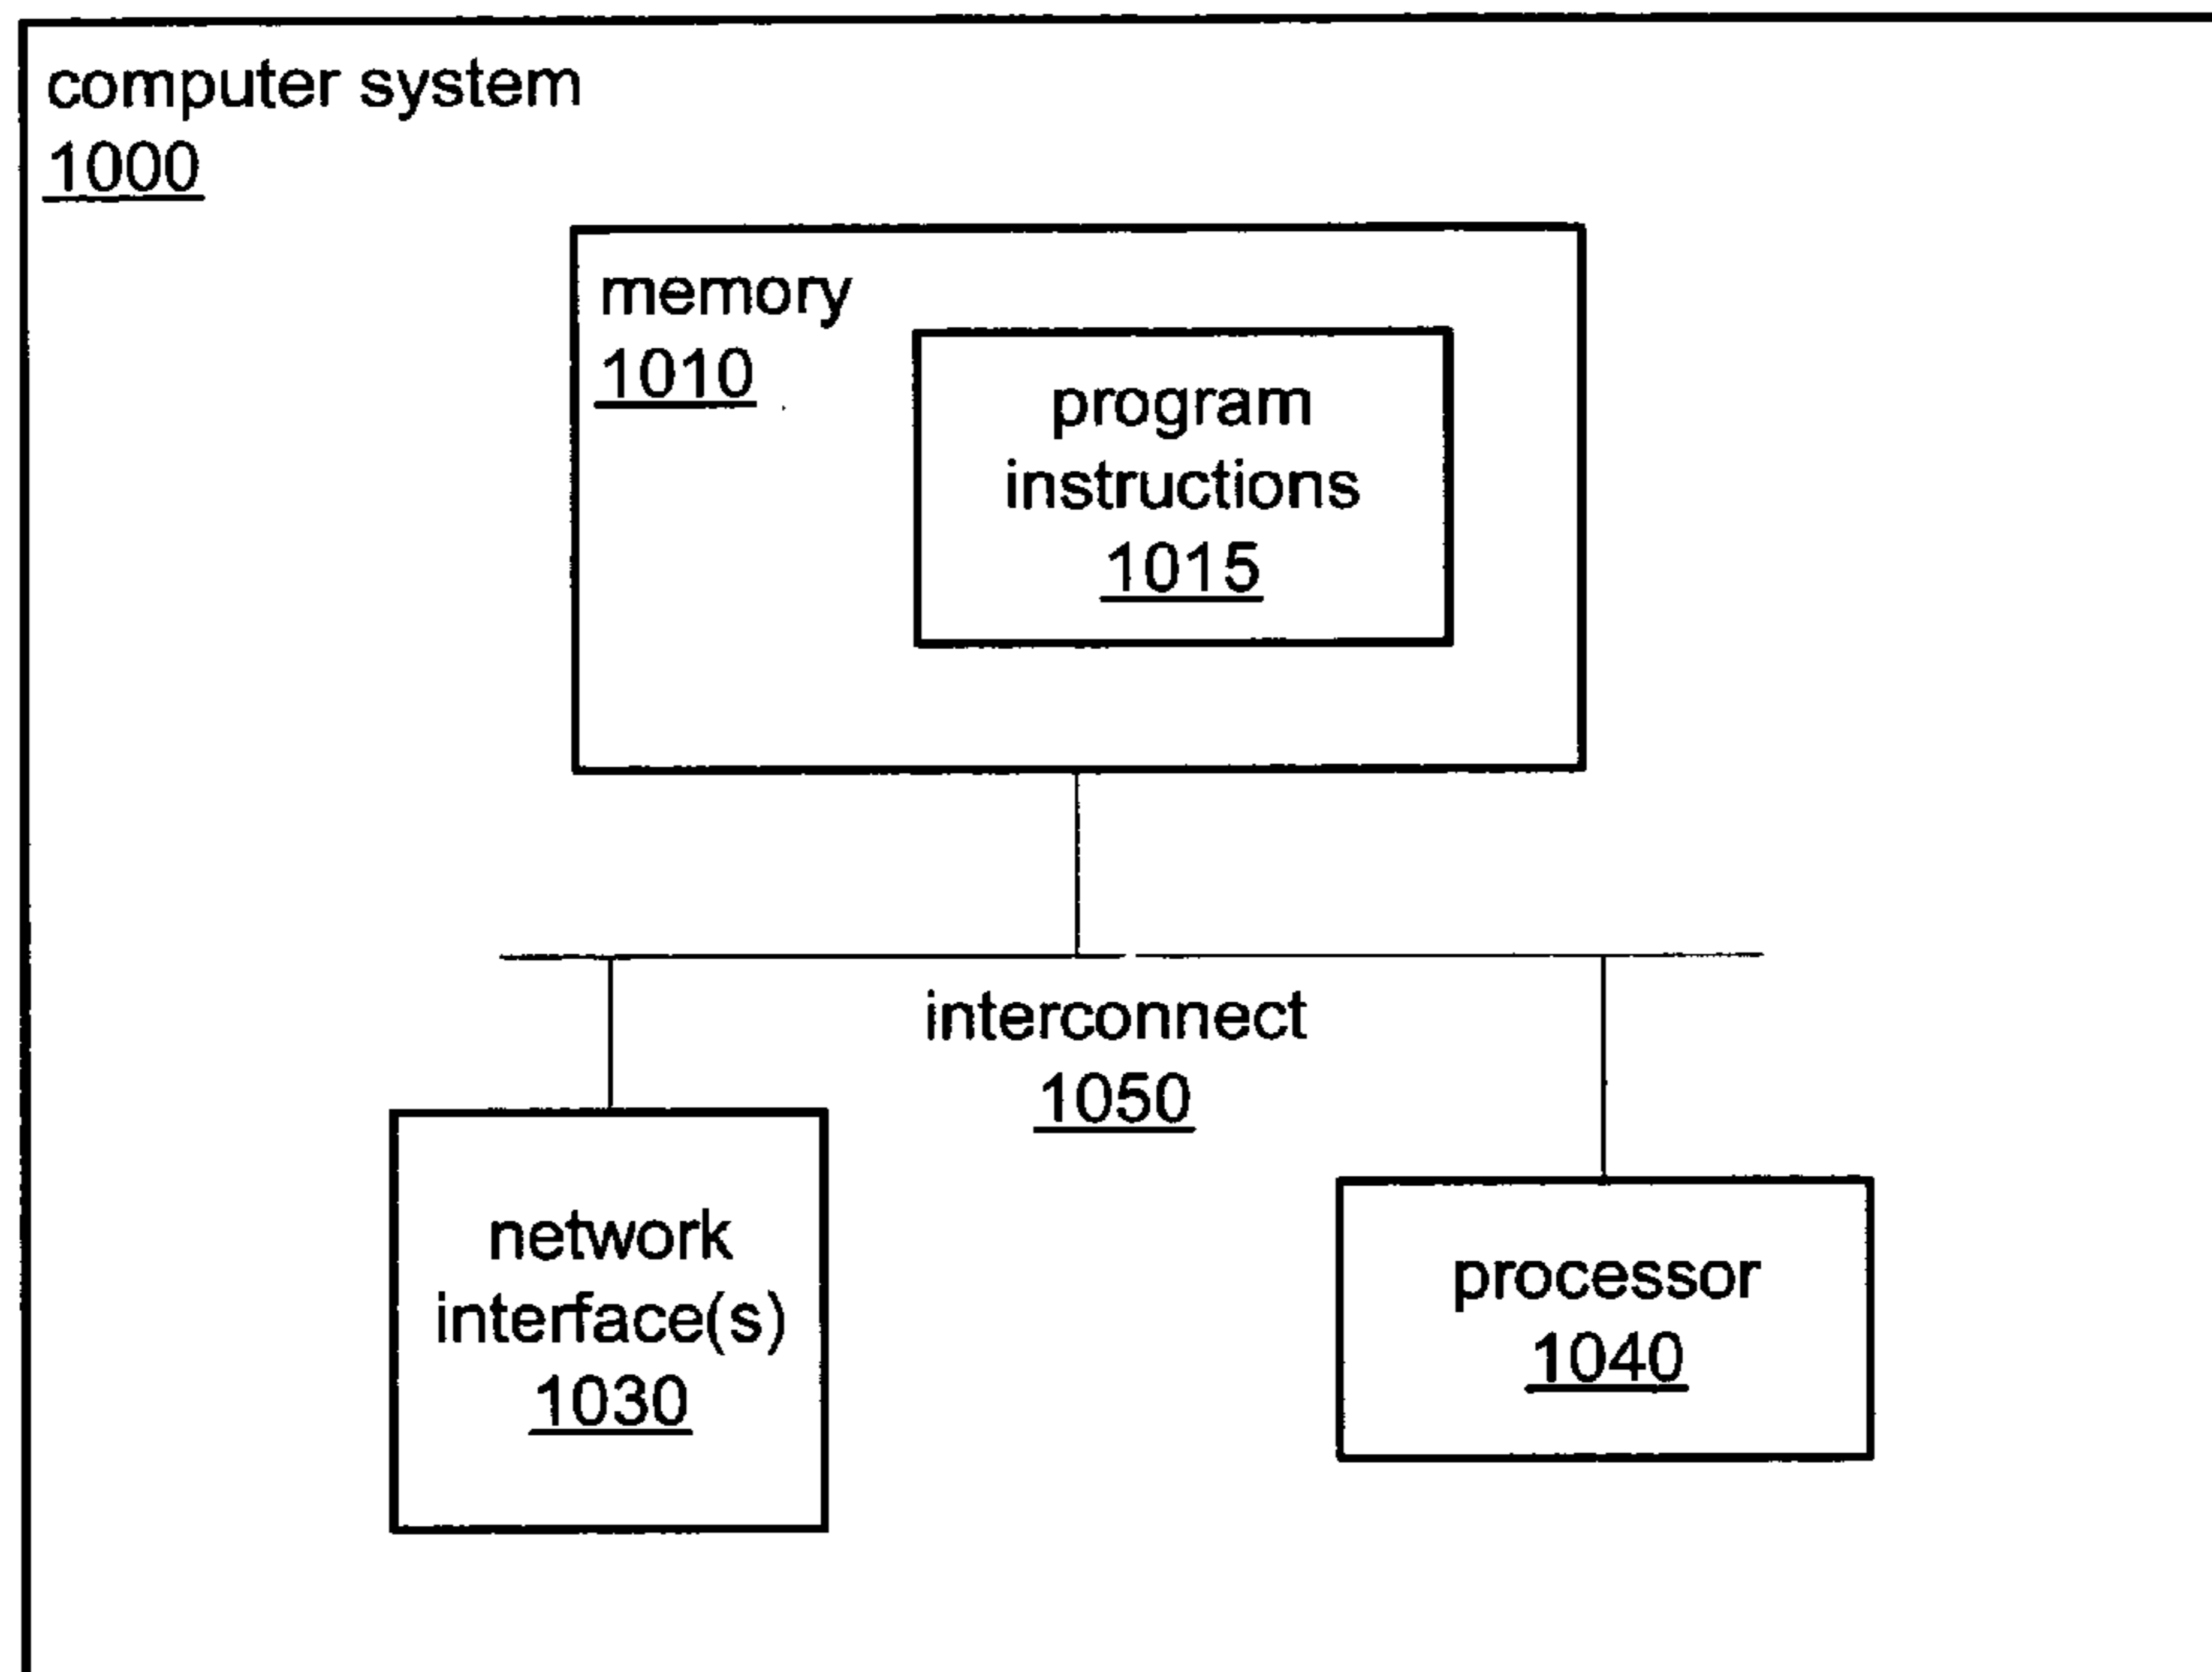 computer system
1000
memory
1010
program
instructions
1015
interconnect
1050
network
interface(s)
1030
processor
1040